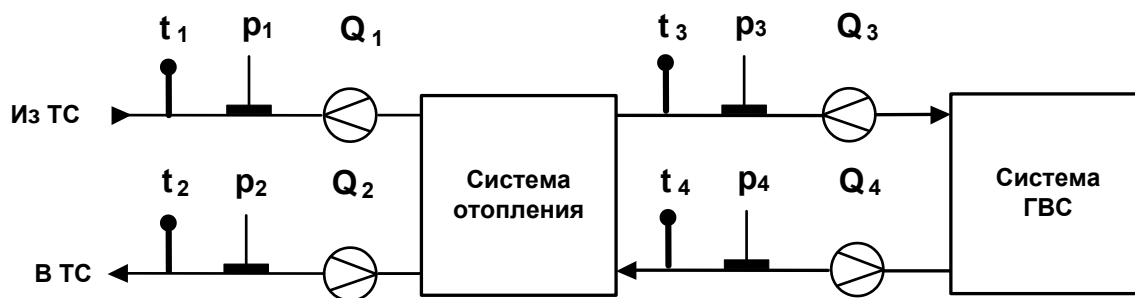 t 1 p1 Q 1 t 3 p3 Q 3
Из ТС
t 2 p2 Q 2 t 4 p4 Q 4
Система
отопления
Система
ГВС
В ТС